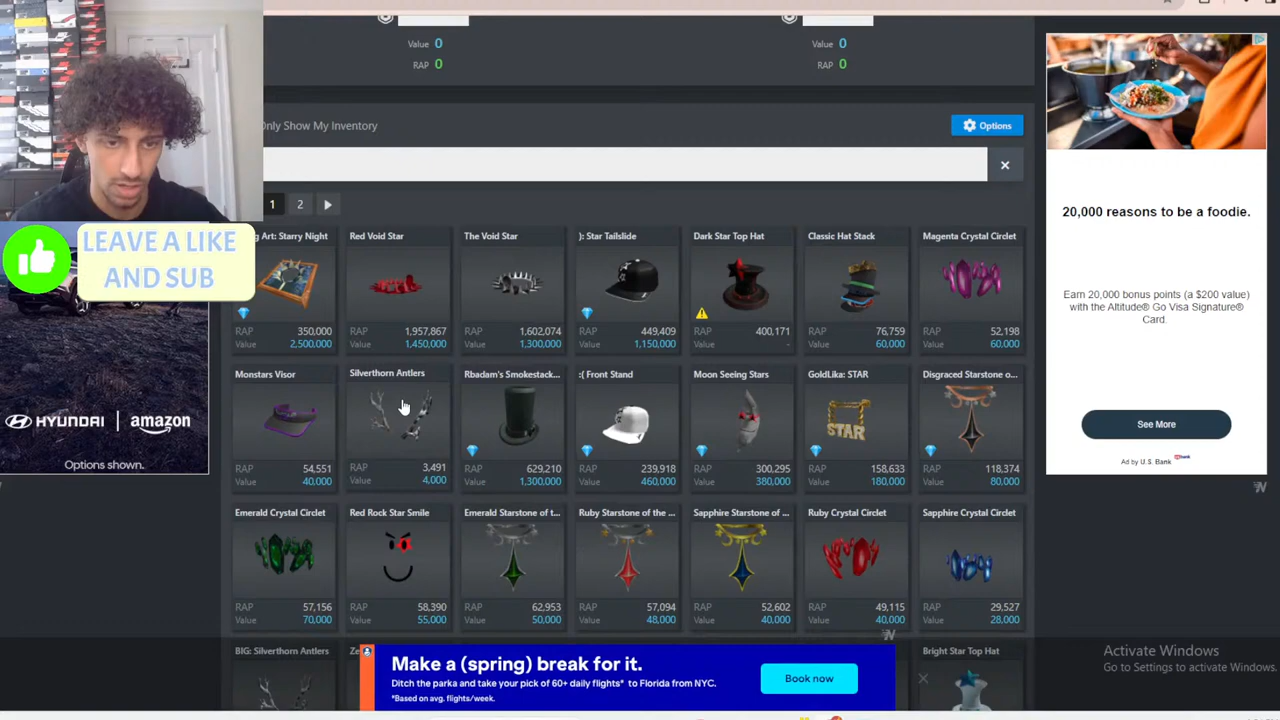 Value 0
RAP 0
Value 0
RAP 0
Only Show My Inventory
Options
1 2
LEAVE A LIKE
AND SUB
Art: Starry Night
RAP 350,000
Value 2,500,000
Red Void Star
RAP 1,957,867
Value 1,450,000
The Void Star
RAP 1,602,074
Value 1,300,000
): Star Tailslide
RAP 449,409
Value 1,150,000
Dark Star Top Hat
RAP 400,171
Value -
Classic Hat Stack
RAP 76,759
Value 60,000
Magenta Crystal Circlet
RAP 52,198
Value 60,000
Monstars Visor
RAP 54,551
Value 40,000
Silverthorn Antlers
RAP 3,491
Value 4,000
Rbadam's Smokestack...
RAP 629,210
Value 1,300,000
:( Front Stand
RAP 239,918
Value 460,000
Moon Seeing Stars
RAP 300,295
Value 380,000
GoldLika: STAR
STAR
RAP 158,633
Value 180,000
Disgraced Starstone o...
RAP 118,374
Value 80,000
Emerald Crystal Circlet
RAP 57,156
Value 70,000
Red Rock Star Smile
RAP 58,390
Value 55,000
Emerald Starstone of t...
RAP 62,953
Value 50,000
Ruby Starstone of the ...
RAP 57,094
Value 48,000
Sapphire Starstone of ...
RAP 52,602
Value 40,000
Ruby Crystal Circlet
RAP 49,115
Value 40,000
Sapphire Crystal Circlet
RAP 29,527
Value 28,000
BIG: Silverthorn Antlers
Bright Star Top Hat
HYUNDAI | amazon
Options shown.
20,000 reasons to be a foodie.
Earn 20,000 bonus points (a $200 value)
with the Altitude® Go Visa Signature®
Card.
See More
Ad by U.S. Bank
usbank
Make a (spring) break for it.
Ditch the parka and take your pick of 60+ daily flights* to Florida from NYC.
*Based on avg. flights/week.
Book now
Activate Windows
Go to Settings to activate Windows.